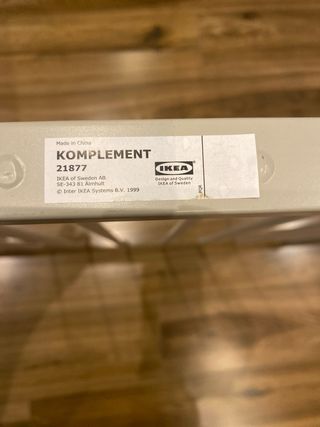 Made in China
KOMPLEMENT
21877
IKEA of Sweden AB
SE-343 81 Älmhult
© Inter IKEA Systems B.V. 1999
IKEA
Design and Quality
IKEA of Sweden